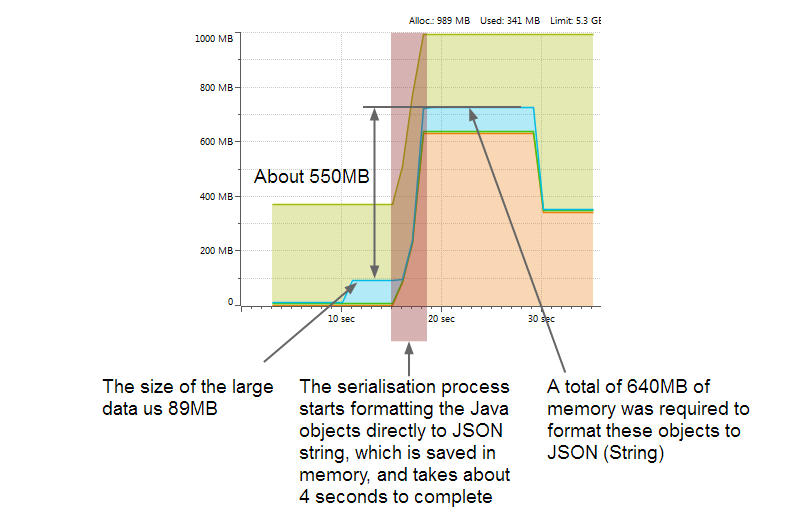 Alloc.: 989 MB Used: 341 MB Limit: 5.3 GB
1000 MB
800 MB
600 MB
About 550MB
400 MB
200 MB
0
10 sec 20 sec 30 sec
The size of the large
data us 89MB
The serialisation process
starts formatting the Java
objects directly to JSON
string, which is saved in
memory, and takes about
4 seconds to complete
A total of 640MB of
memory was required to
format these objects to
JSON (String)